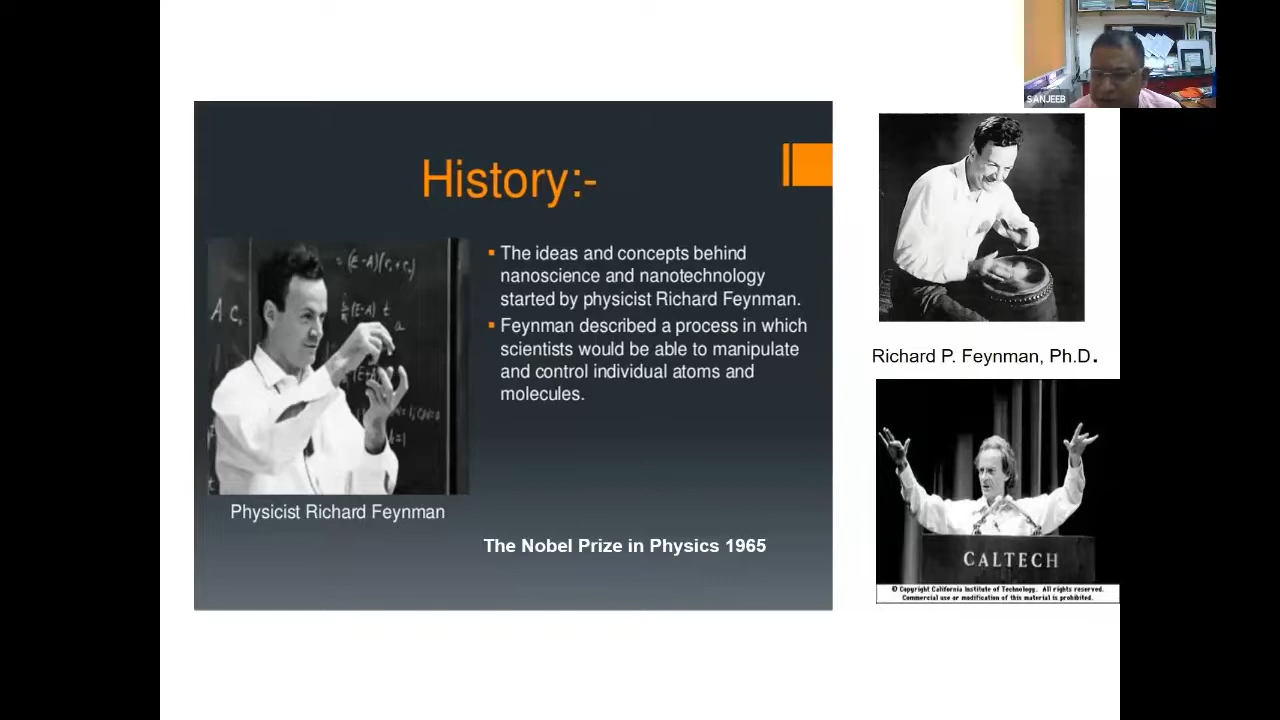 SANJEEB
History:-
▪ The ideas and concepts behind
nanoscience and nanotechnology
started by physicist Richard Feynman.
▪ Feynman described a process in which
scientists would be able to manipulate
and control individual atoms and
molecules.
Physicist Richard Feynman
The Nobel Prize in Physics 1965
Richard P. Feynman, Ph.D.
CALTECH
© Copyright California Institute of Technology. All rights reserved.
Commercial use or modification of this material is prohibited.